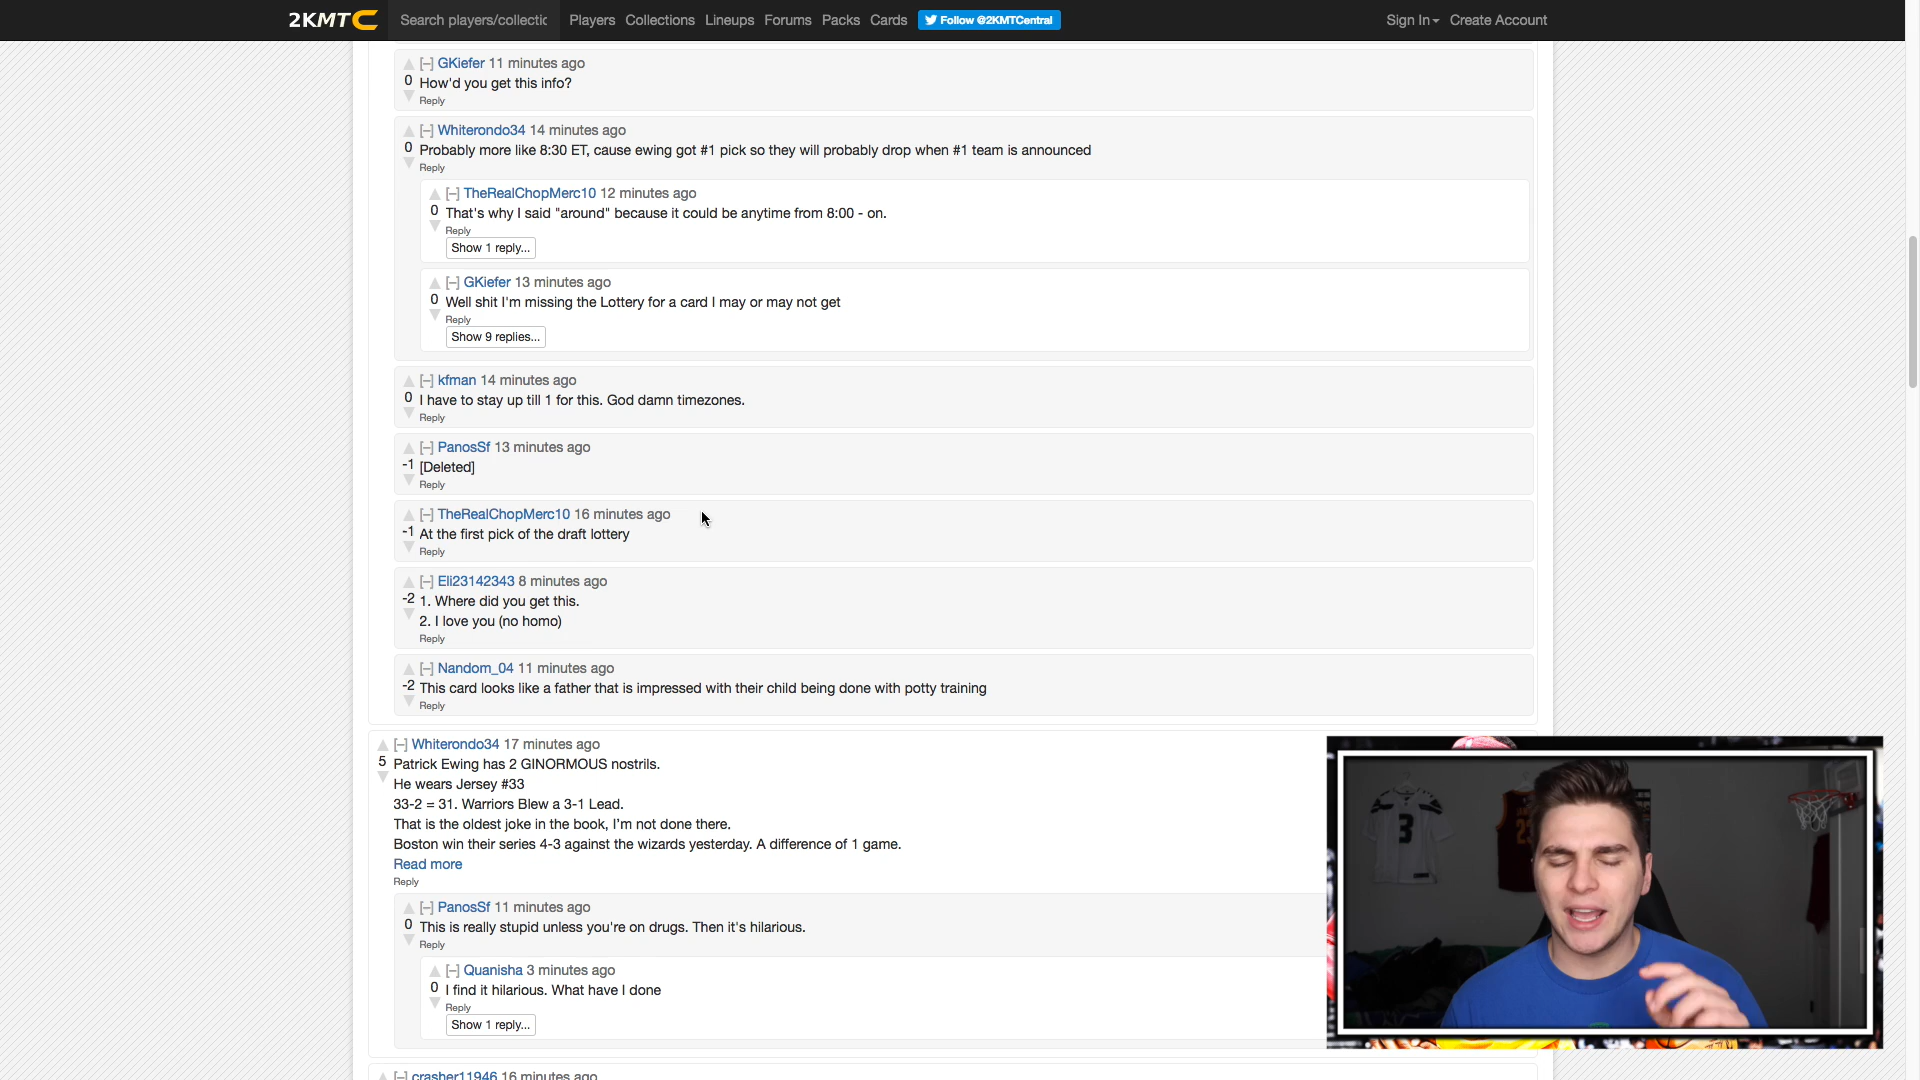 2KMTC
Search players/collectic
Players
Collections
Lineups
Forums
Packs
Cards
Follow @2KMTCentral
Sign In
Create Account
[–] GKiefer 11 minutes ago
0
How'd you get this info?
Reply
[–] Whiterondo34 14 minutes ago
0
Probably more like 8:30 ET, cause ewing got #1 pick so they will probably drop when #1 team is announced
Reply
[–] TheRealChopMerc10 12 minutes ago
0
That's why I said "around" because it could be anytime from 8:00 - on.
Reply
Show 1 reply...
[–] GKiefer 13 minutes ago
0
Well shit I'm missing the Lottery for a card I may or may not get
Reply
Show 9 replies...
[–] kfman 14 minutes ago
0
I have to stay up till 1 for this. God damn timezones.
Reply
[–] PanosSf 13 minutes ago
-1
[Deleted]
Reply
[–] TheRealChopMerc10 16 minutes ago
-1
At the first pick of the draft lottery
Reply
[–] Eli23142343 8 minutes ago
-2
1. Where did you get this.
2. I love you (no homo)
Reply
[–] Nandom_04 11 minutes ago
-2
This card looks like a father that is impressed with their child being done with potty training
Reply
[–] Whiterondo34 17 minutes ago
5
Patrick Ewing has 2 GINORMOUS nostrils.
He wears Jersey #33
33-2 = 31. Warriors Blew a 3-1 Lead.
That is the oldest joke in the book, I'm not done there.
Boston win their series 4-3 against the wizards yesterday. A difference of 1 game.
Read more
Reply
[–] PanosSf 11 minutes ago
0
This is really stupid unless you're on drugs. Then it's hilarious.
Reply
[–] Quanisha 3 minutes ago
0
I find it hilarious. What have I done
Reply
Show 1 reply...
[–] crasher11946 16 minutes ago
3